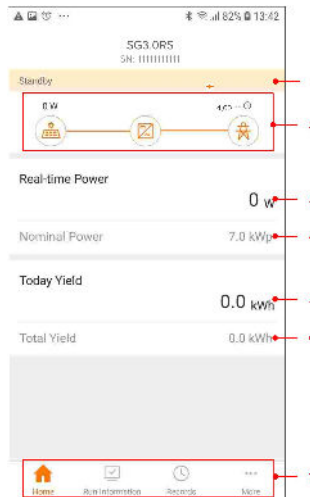 82% 13:42
SG3.0RS
SN: 11111111111
Standby
0 W
Real-time Power
0 W
Nominal Power 7.0 kWp
Today Yield
0.0 kWh
Total Yield 0.0 kWh
Home Run Information Records More